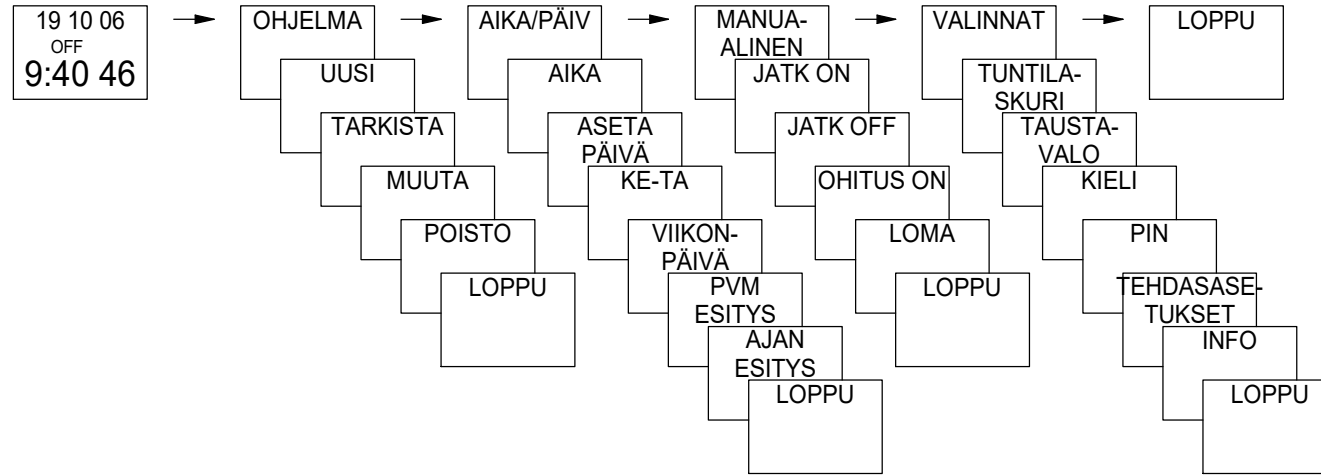 19 10 06
OFF
9:40 46
OHJELMA
UUSI
TARKISTA
MUUTA
POISTO
LOPPU
AIKA/PÄIV
AIKA
ASETA
PÄIVÄ
KE-TA
VIIKON-
PÄIVÄ
PVM
ESITYS
AJAN
ESITYS
LOPPU
MANUA-
ALINEN
JATK ON
JATK OFF
OHITUS ON
LOMA
LOPPU
VALINNAT
TUNTILA-
SKURI
TAUSTA-
VALO
KIELI
PIN
TEHDASASE-
TUKSET
INFO
LOPPU
LOPPU